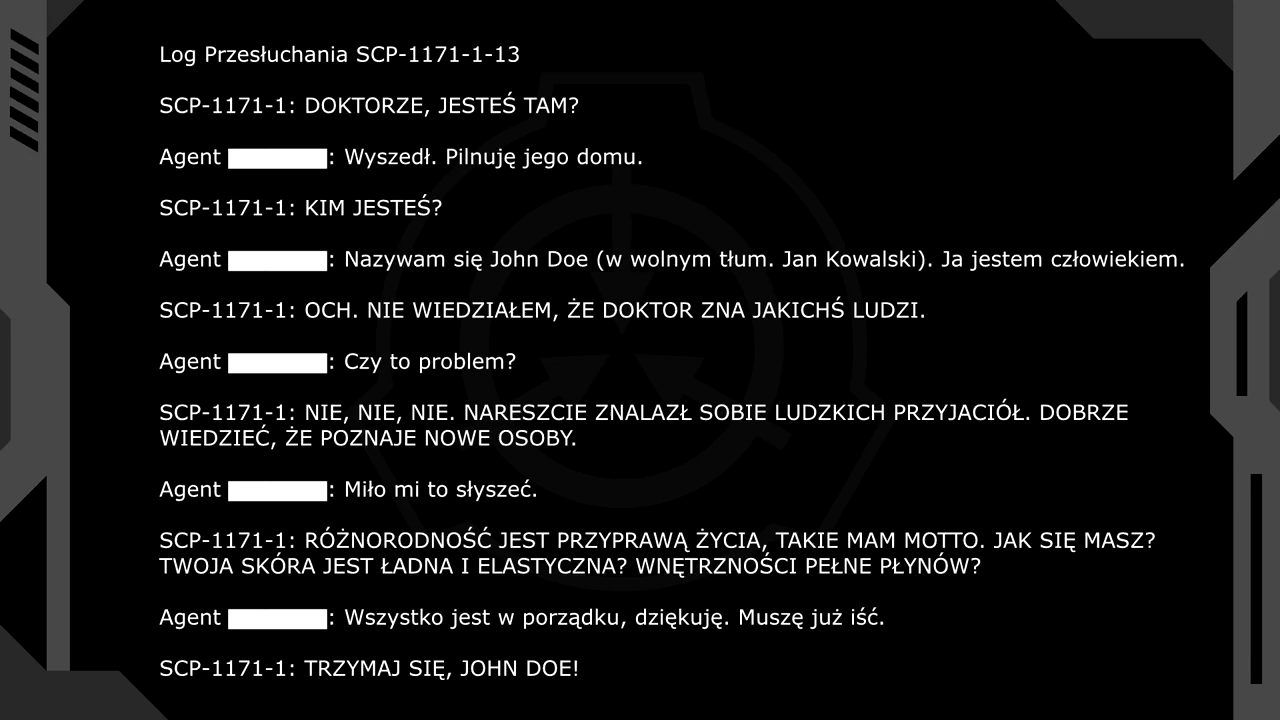 Log Przesłuchania SCP-1171-1-13
SCP-1171-1: DOKTORZE, JESTEŚ TAM?
Agent : Wyszedł. Pilnuję jego domu.
SCP-1171-1: KIM JESTEŚ?
Agent : Nazywam się John Doe (w wolnym tłum. Jan Kowalski). Ja jestem człowiekiem.
SCP-1171-1: OCH. NIE WIEDZIAŁEM, ŻE DOKTOR ZNA JAKICHŚ LUDZI.
Agent : Czy to problem?
SCP-1171-1: NIE, NIE, NIE. NARESZCIE ZNALAZŁ SOBIE LUDZKICH PRZYJACIÓŁ. DOBRZE
WIEDZIEĆ, ŻE POZNAJE NOWE OSOBY.
Agent : Miło mi to słyszeć.
SCP-1171-1: RÓŻNORODNOŚĆ JEST PRZYPRAWĄ ŻYCIA, TAKIE MAM MOTTO. JAK SIĘ MASZ?
TWOJA SKÓRA JEST ŁADNA I ELASTYCZNA? WNĘTRZNOŚCI PEŁNE PŁYNÓW?
Agent : Wszystko jest w porządku, dziękuję. Muszę już iść.
SCP-1171-1: TRZYMAJ SIĘ, JOHN DOE!